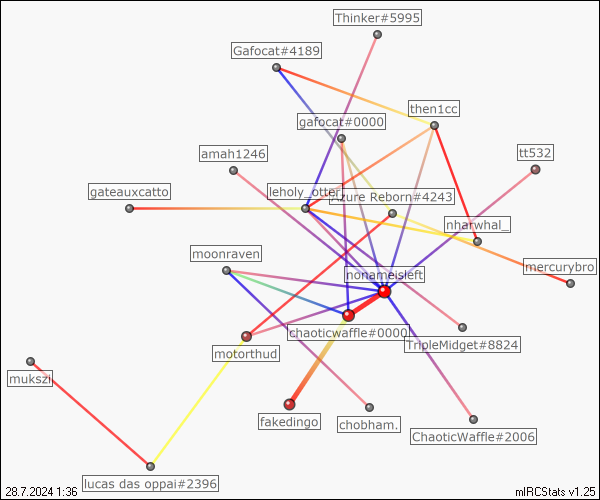 Thinker#5995
Gafocat#4189
then1cc
gafocat#0000
amah1246
tt532
gateauxcatto
leholy_otter
Azure Reborn#4243
nharwhal_
moonraven
nonameisleft
mercurybro
chaoticwaffle#0000
TripleMidget#8824
motorthud
mukszi
fakedingo
chobham.
ChaoticWaffle#2006
lucas das oppai#2396
28.7.2024 1:36
mIRCStats v1.25